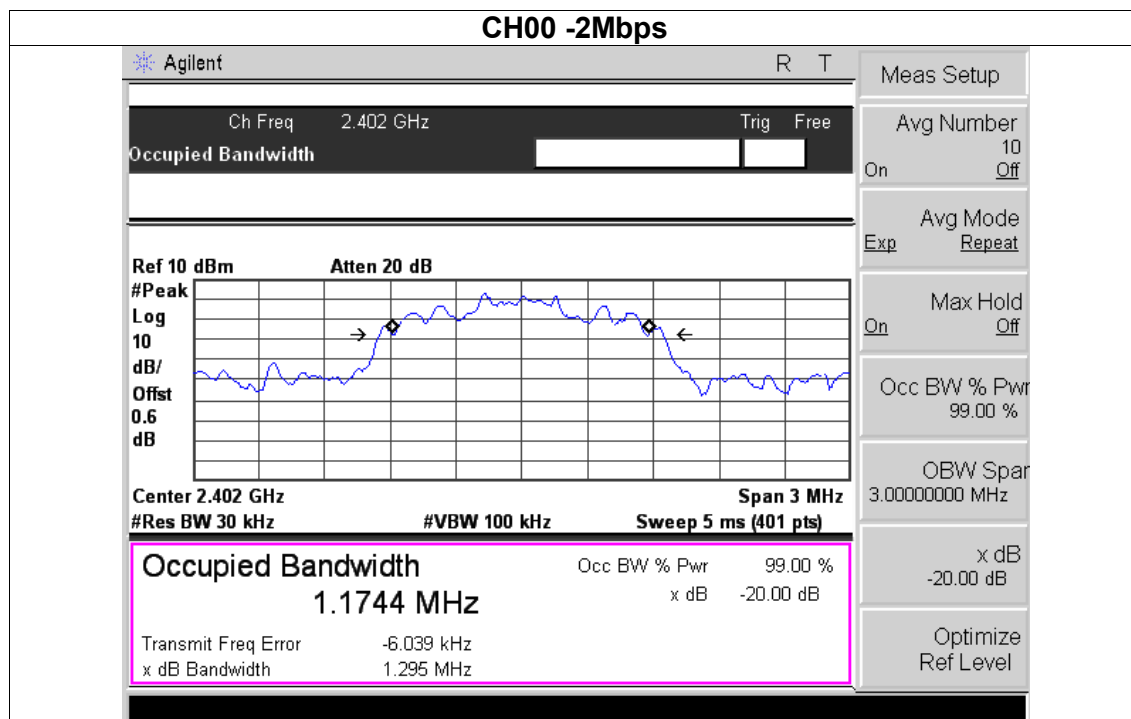 CH00 -2Mbps
Agilent R T
Ch Freq 2.402 GHz Trig Free
Occupied Bandwidth
Ref 10 dBm Atten 20 dB
#Peak
Log
10
dB/
Offst
0.6
dB
Center 2.402 GHz Span 3 MHz
#Res BW 30 kHz #VBW 100 kHz Sweep 5 ms (401 pts)
Occupied Bandwidth Occ BW % Pwr 99.00 %
1.1744 MHz x dB -20.00 dB
Transmit Freq Error -6.039 kHz
x dB Bandwidth 1.295 MHz
Meas Setup
Avg Number
10
On Off
Avg Mode
Exp Repeat
Max Hold
On Off
Occ BW % Pwr
99.00 %
OBW Span
3.00000000 MHz
x dB
-20.00 dB
Optimize
Ref Level